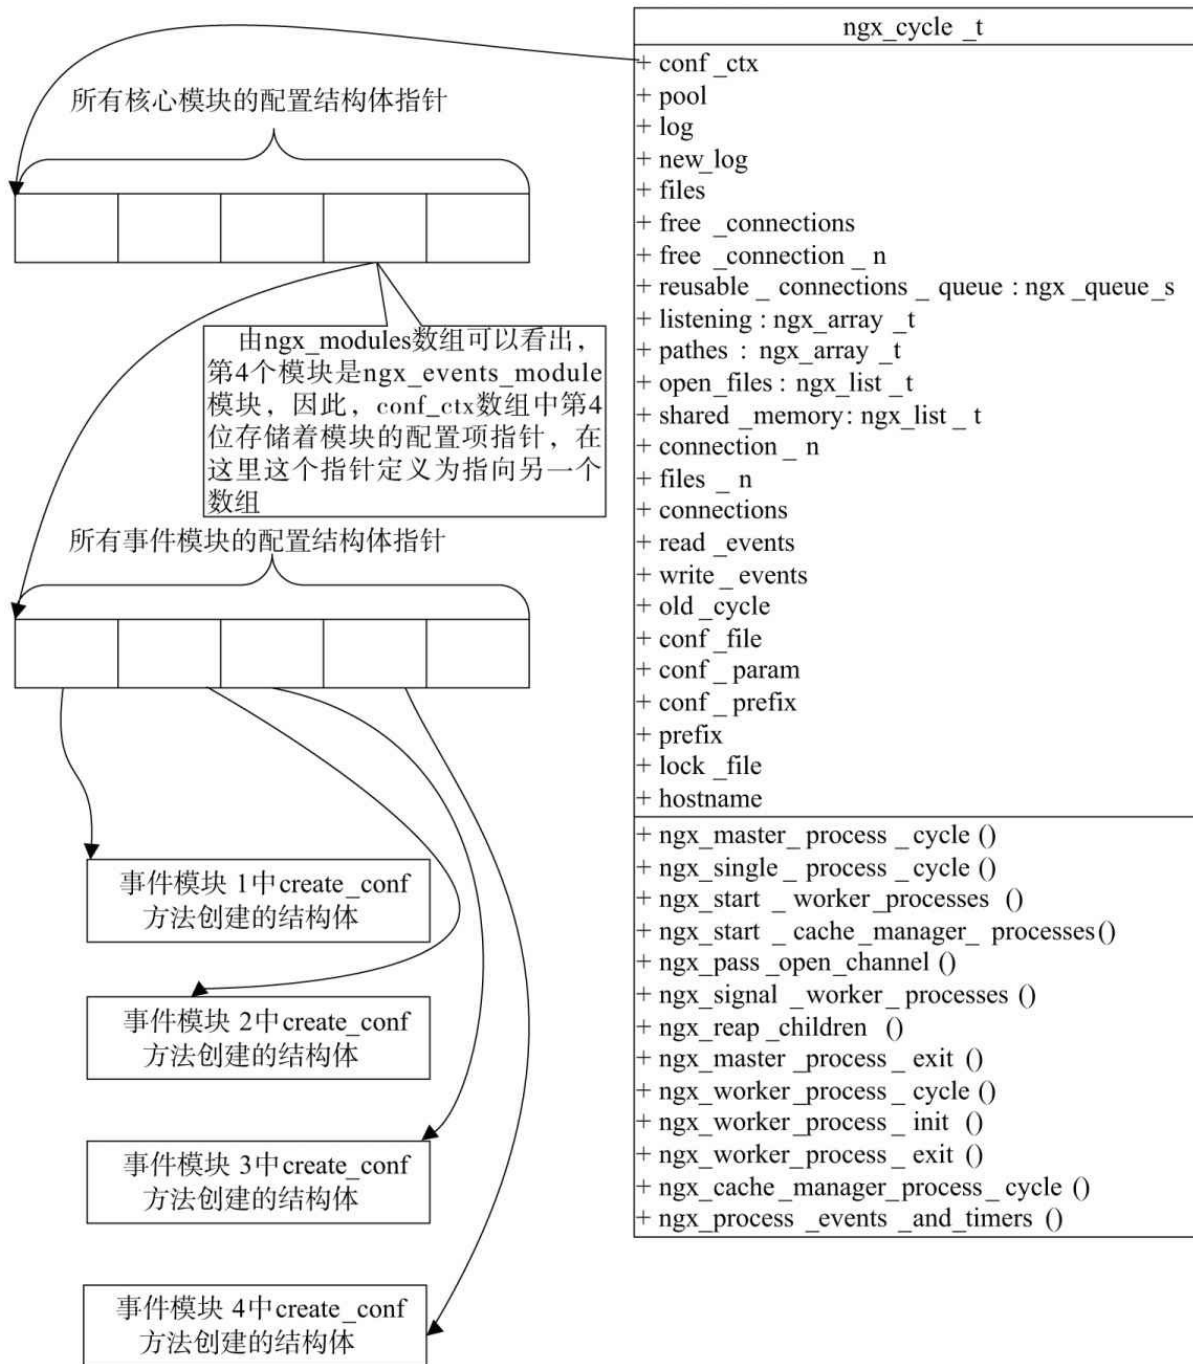 ngx_cycle _t
+ conf _ctx
+ pool
+ log
+ new_log
+ files
+ free _connections
+ free _connection _ n
+ reusable _ connections _ queue : ngx _queue_s
+ listening : ngx_array _t
+ pathes : ngx_array _t
+ open_files : ngx_list _t
+ shared _memory: ngx_list _ t
+ connection _ n
+ files _ n
+ connections
+ read _events
+ write _ events
+ old _cycle
+ conf _file
+ conf _ param
+ conf _ prefix
+ prefix
+ lock _file
+ hostname
+ ngx_master_ process _ cycle ()
+ ngx_single _ process _cycle()
+ ngx_start _ worker_processes ()
+ ngx_start _ cache _manager_ processes()
+ ngx_pass _open_channel ()
+ ngx_signal _worker _ processes ()
+ ngx_reap _children ()
+ ngx_master _process _ exit ()
+ ngx_worker _process _ cycle ()
+ ngx_worker_process _ init ()
+ ngx_worker_process _ exit ()
+ ngx_cache _manager_process _ cycle ()
+ ngx_process _events _and_timers ()
所有核心模块的配置结构体指针
由ngx_modules数组可以看出，
第4个模块是ngx_events_module
模块，因此，conf_ctx数组中第4
位存储着模块的配置项指针，在
这里这个指针定义为指向另一个
数组
所有事件模块的配置结构体指针
事件模块 1中create_conf
方法创建的结构体
事件模块 2中create_conf
方法创建的结构体
事件模块 3中create_conf
方法创建的结构体
事件模块 4中create_conf
方法创建的结构体